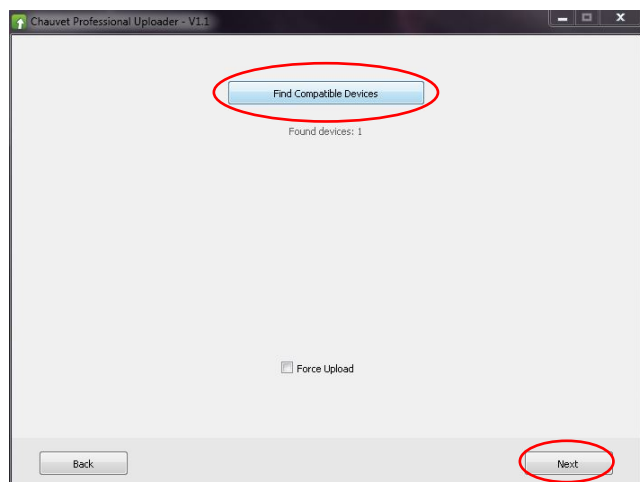 Chauvet Professional Uploader - V1.1
Find Compatible Devices
Found devices: 1
Force Upload
Back
Next